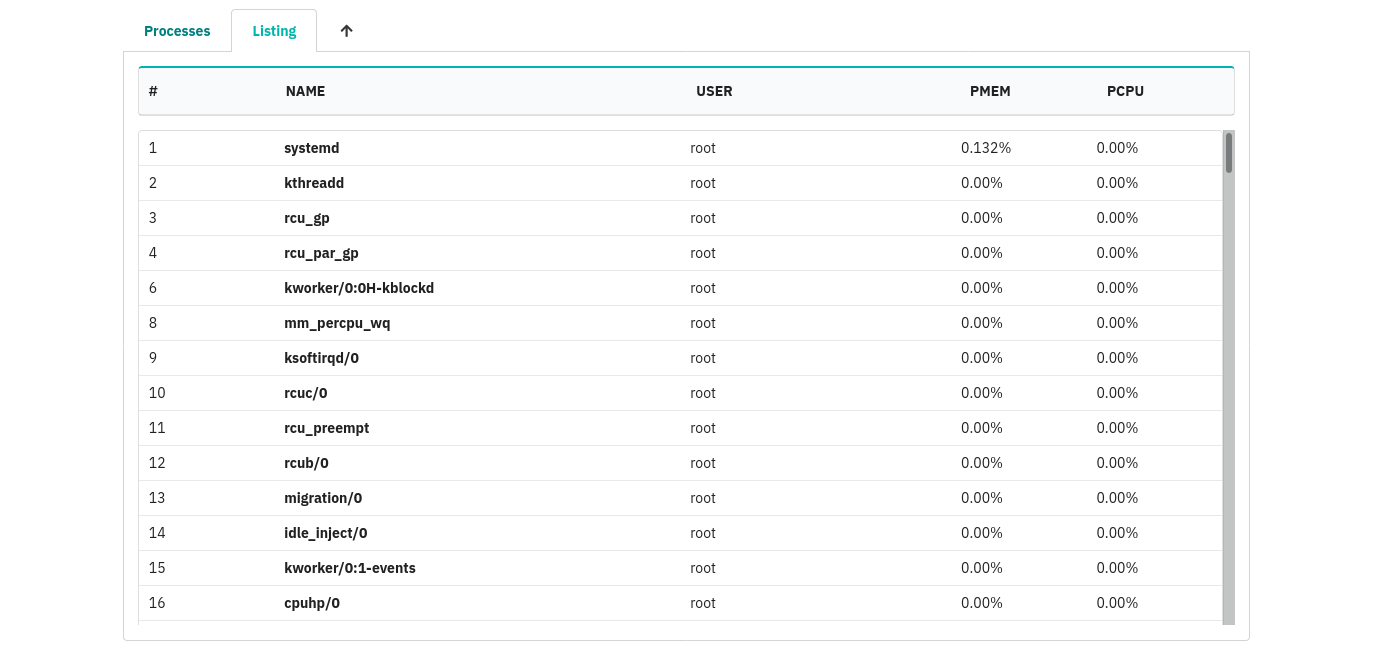 Processes Listing
# NAME USER PMEM PCPU
1 systemd root 0.132% 0.00%
2 kthreadd root 0.00% 0.00%
3 rcu_gp root 0.00% 0.00%
4 rcu_par_gp root 0.00% 0.00%
6 kworker/0:0H-kblockd root 0.00% 0.00%
8 mm_percpu_wq root 0.00% 0.00%
9 ksoftirqd/0 root 0.00% 0.00%
10 rcuc/0 root 0.00% 0.00%
11 rcu_preempt root 0.00% 0.00%
12 rcub/0 root 0.00% 0.00%
13 migration/0 root 0.00% 0.00%
14 idle_inject/0 root 0.00% 0.00%
15 kworker/0:1-events root 0.00% 0.00%
16 cpuhp/0 root 0.00% 0.00%